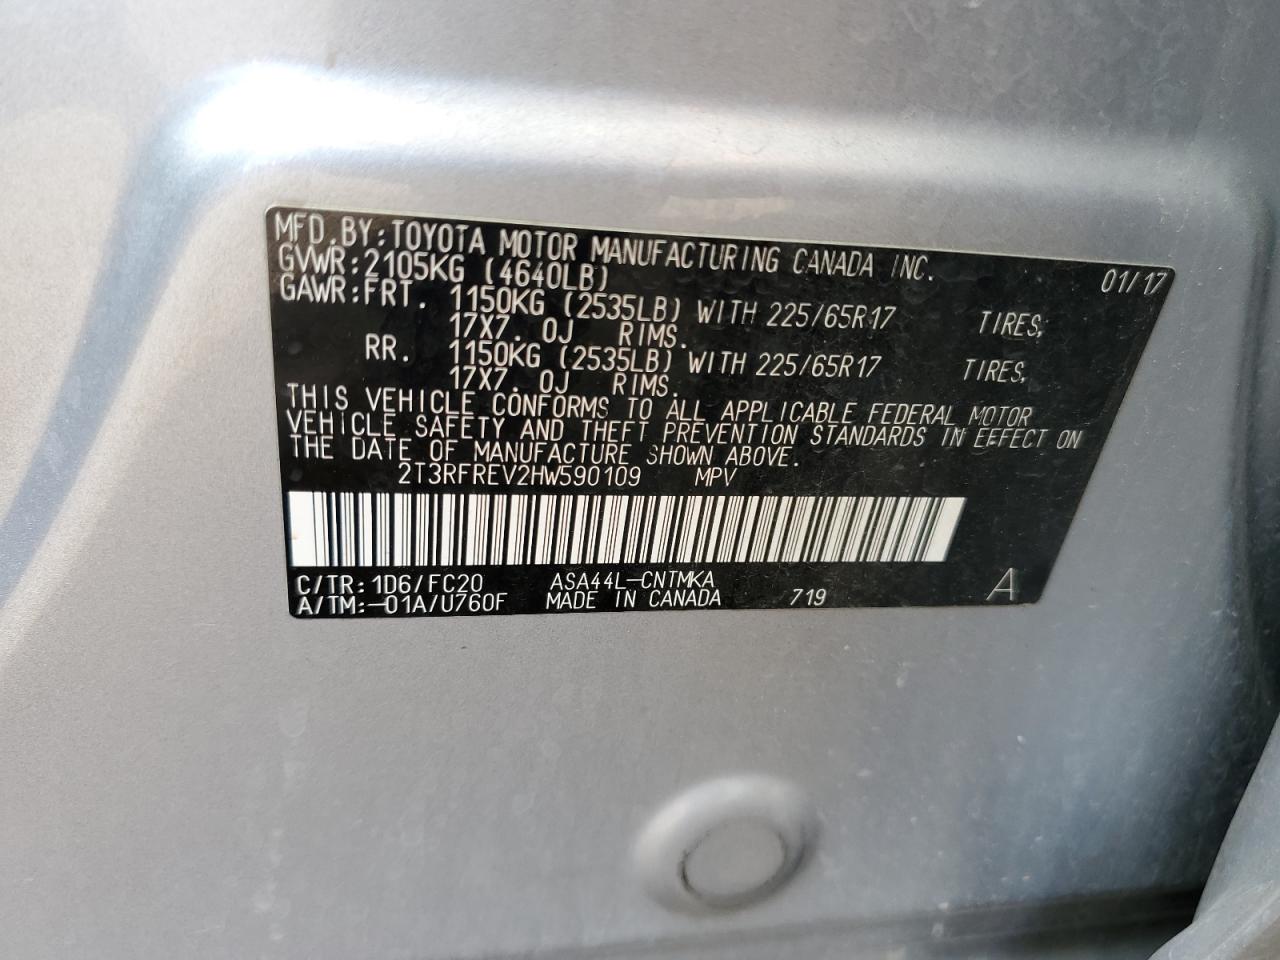 MFD.BY:TOYOTA MOTOR MANUFACTURING CANADA INC. 01/17
GVWR:2105KG (4640LB)
GAWR:FRT. 1150KG (2535LB) WITH 225/65R17 TIRES,
17X7.0J RIMS.
RR. 1150KG (2535LB) WITH 225/65R17 TIRES,
17X7.0J RIMS.
THIS VEHICLE CONFORMS TO ALL APPLICABLE FEDERAL MOTOR
VEHICLE SAFETY AND THEFT PREVENTION STANDARDS IN EFFECT ON
THE DATE OF MANUFACTURE SHOWN ABOVE.
2T3RFREV2HW590109 MPV
C/TR:1D6/FC20 ASA44L-CNTMKA
A/TM:-01A/U760F MADE IN CANADA 719 A